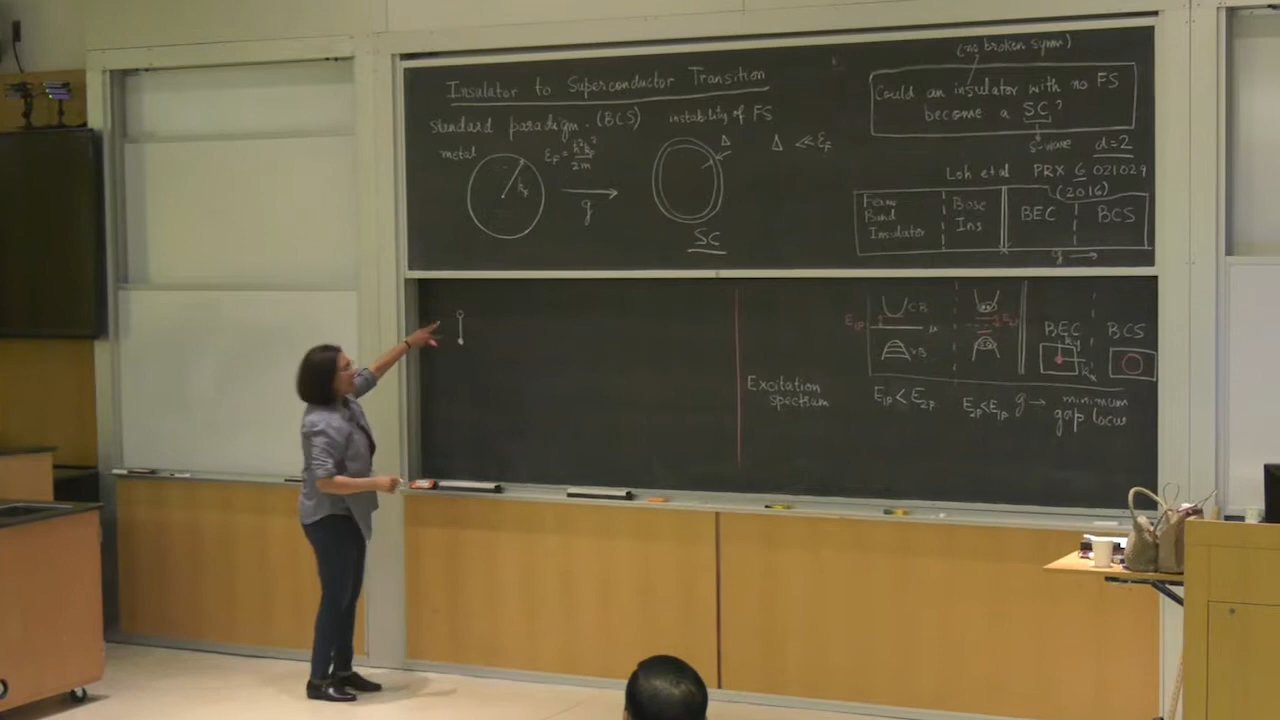 Insulator to Superconductor Transition
Standard paradigm. (BCS) instability of FS
metal
E_F = ħ²k_F²/2m
k_F
g
Δ
Δ << E_F
SC
(no broken symm)
Could an insulator with no FS
become a SC?
s-wave d=2
Loh et al PRX 6 021029
(2016)
Band
Insulator
Bose
Ins
BEC
BCS
g →
Excitation
spectrum
CB
μ
VB
BEC
BCS
k_y
k_x
E_1p < E_2p
E_2p < E_1p
g → minimum
gap locus